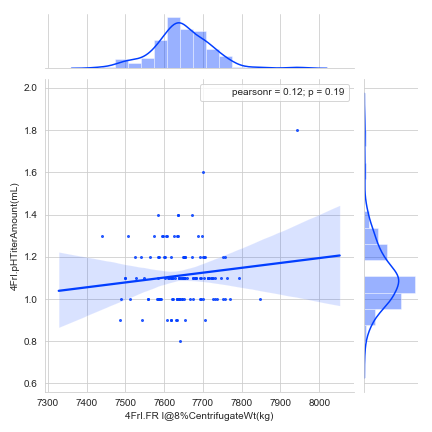 pearsonr = 0.12; p = 0.19
2.0
1.8
1.6
1.4
1.2
1.0
0.8
0.6
4FrI.pHTiterAmount(mL)
7300 7400 7500 7600 7700 7800 7900 8000
4FrI.FR I@8%CentrifugateWt(kg)